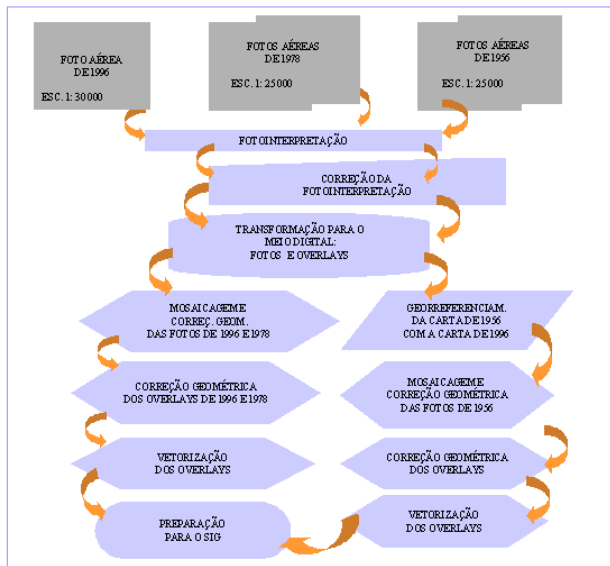 FOTO AÉREA
DE 1996
ESC. 1: 30000
FOTOS AÉREAS
DE 1978
ESC. 1: 25000
FOTOS AÉREAS
DE 1956
ESC. 1: 25000
FOTOINTERPRETAÇÃO
CORREÇÃO DA
FOTOINTERPRETAÇÃO
TRANSFORMAÇÃO PARA O
MEIO DIGITAL:
FOTOS E OVERLAYS
MOSAICAGEM E
CORREÇ. GEOM.
DAS FOTOS DE 1996 E 1978
GEORREFERENCIAM.
DA CARTA DE 1956
COM A CARTA DE 1996
CORREÇÃO GEOMÉTRICA
DOS OVERLAYS DE 1996 E 1978
MOSAICAGEM E
CORREÇÃO GEOMÉTRICA
DAS FOTOS DE 1956
VETORIZAÇÃO
DOS OVERLAYS
CORREÇÃO GEOMÉTRICA
DOS OVERLAYS
PREPARAÇÃO
PARA O SIG
VETORIZAÇÃO
DOS OVERLAYS